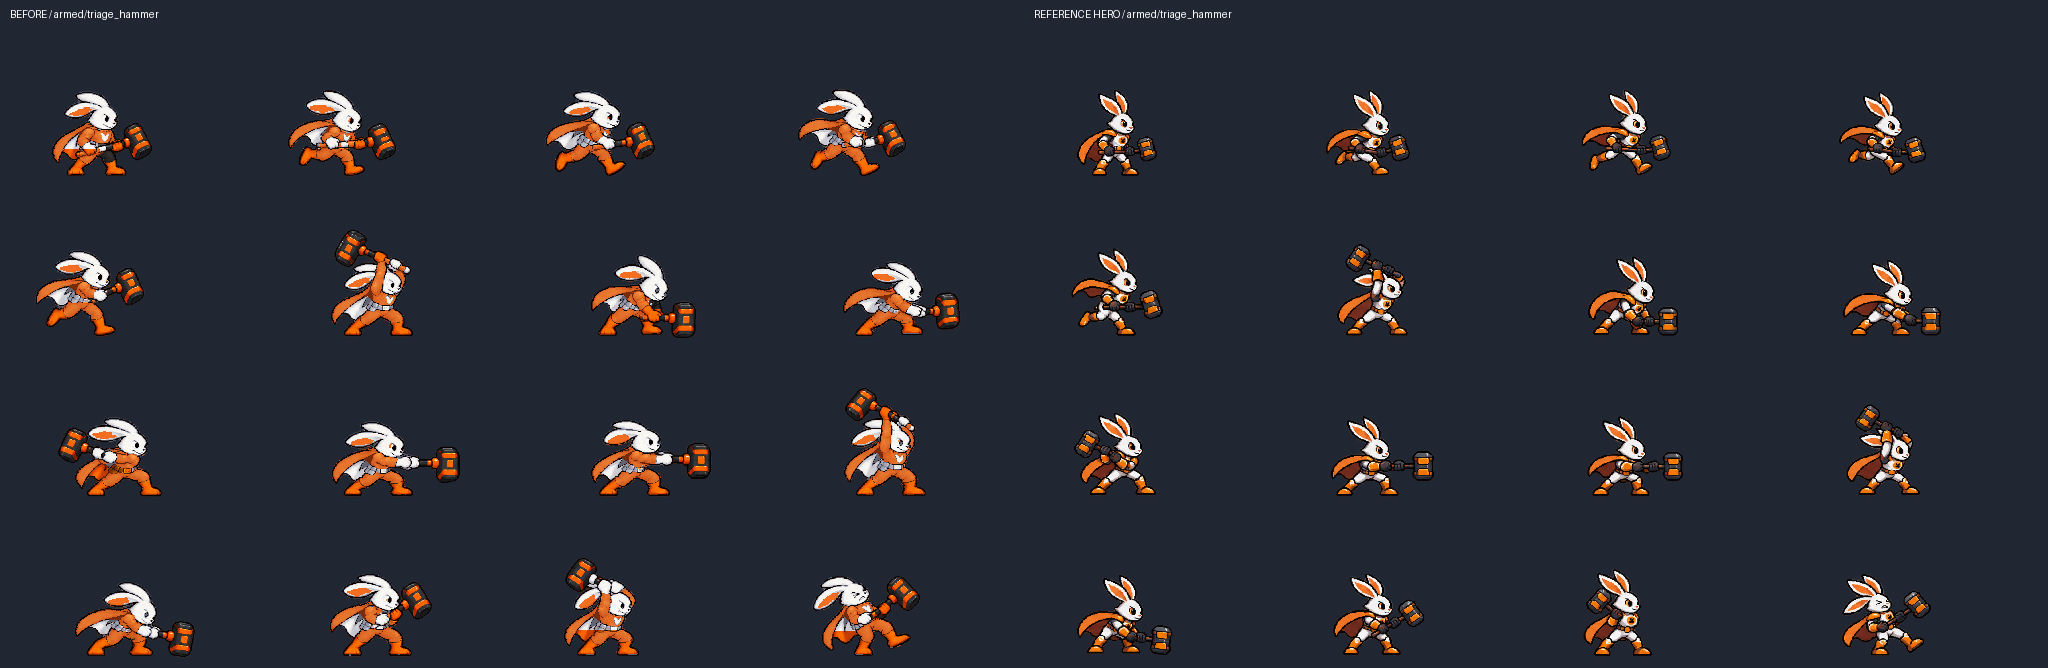 BEFORE / armed/triage_hammer
REFERENCE HERO / armed/triage_hammer